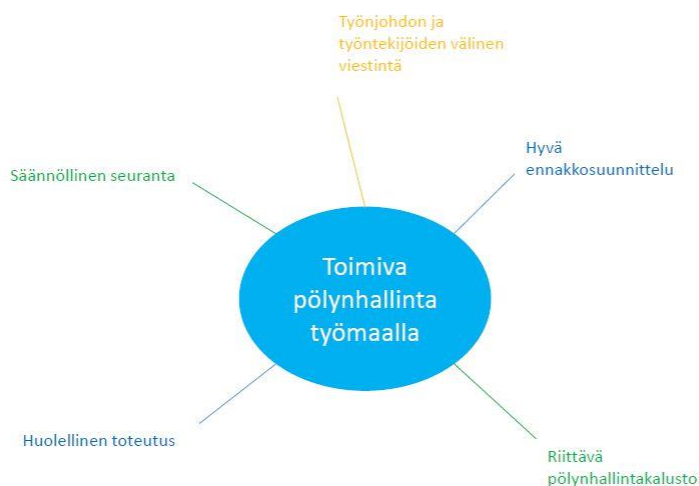 Työnjohdon ja
työntekijöiden välinen
viestintä
Hyvä
ennakkosuunnittelu
Säännöllinen seuranta
Toimiva
pölynhallinta
työmaalla
Huolellinen toteutus
Riittävä
pölynhallintakalusto